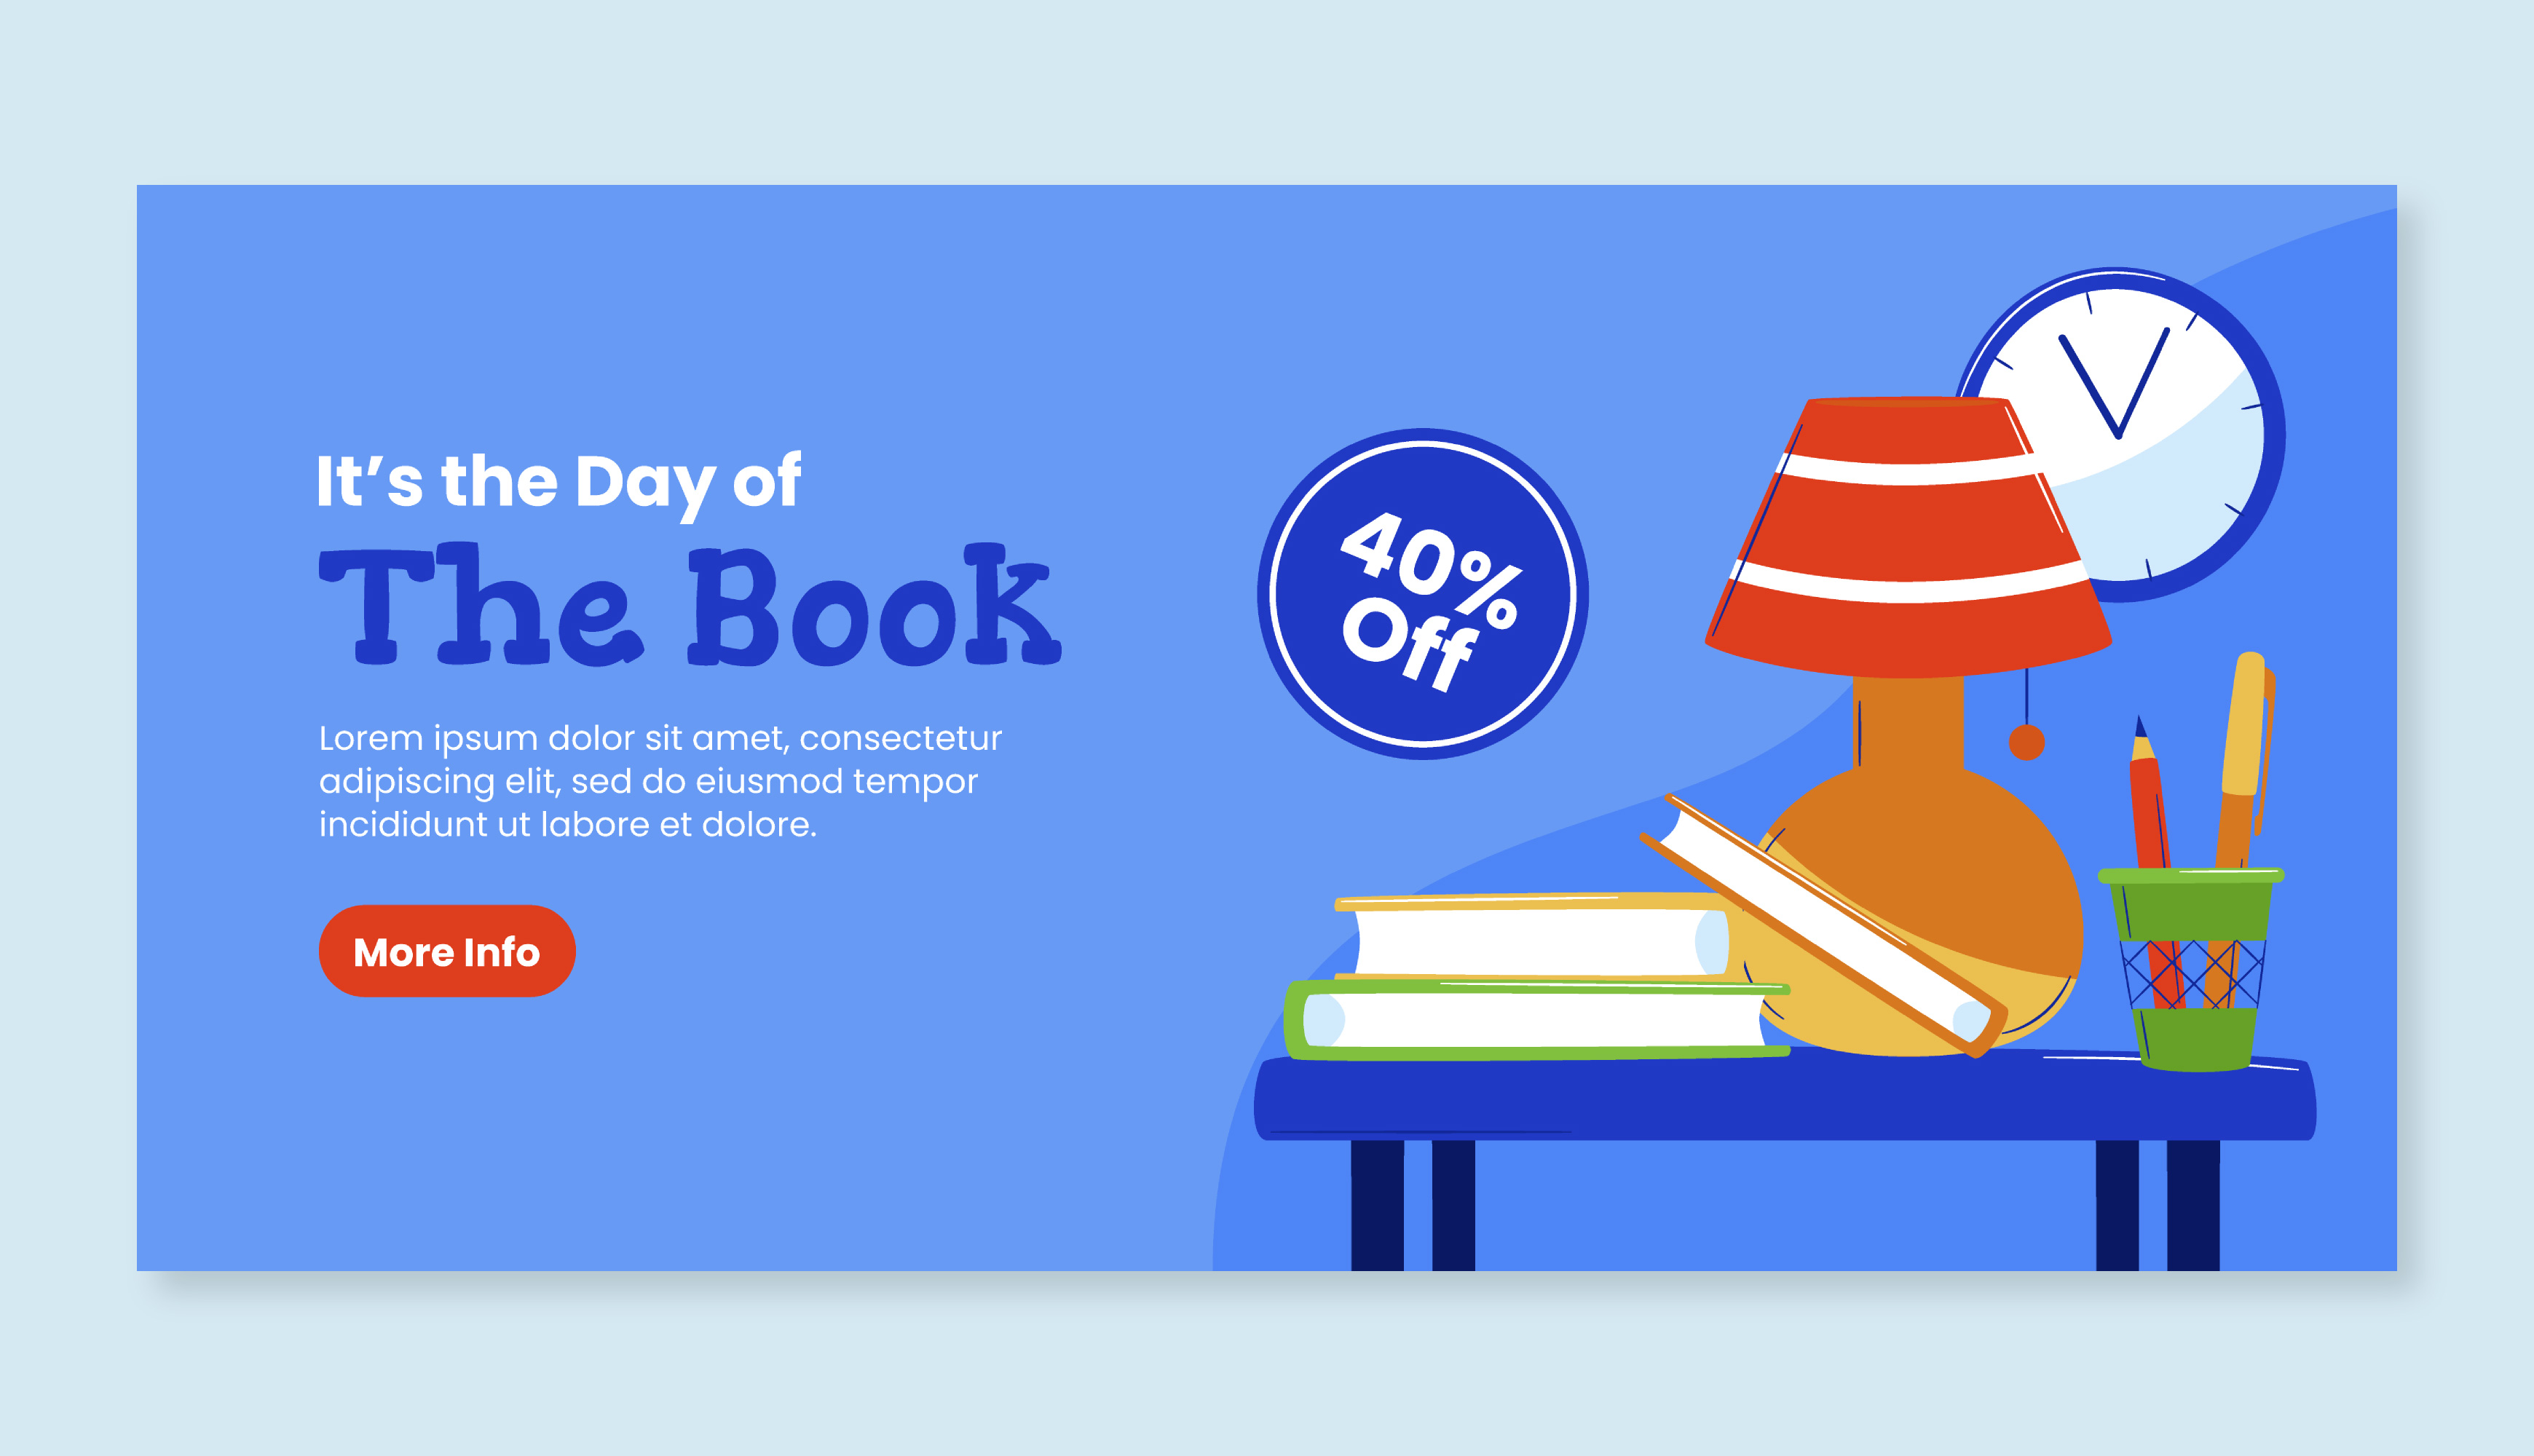 It’s the Day of
The Book
Lorem ipsum dolor sit amet, consectetur
adipiscing elit, sed do eiusmod tempor
incididunt ut labore et dolore.
More Info
40%
Off